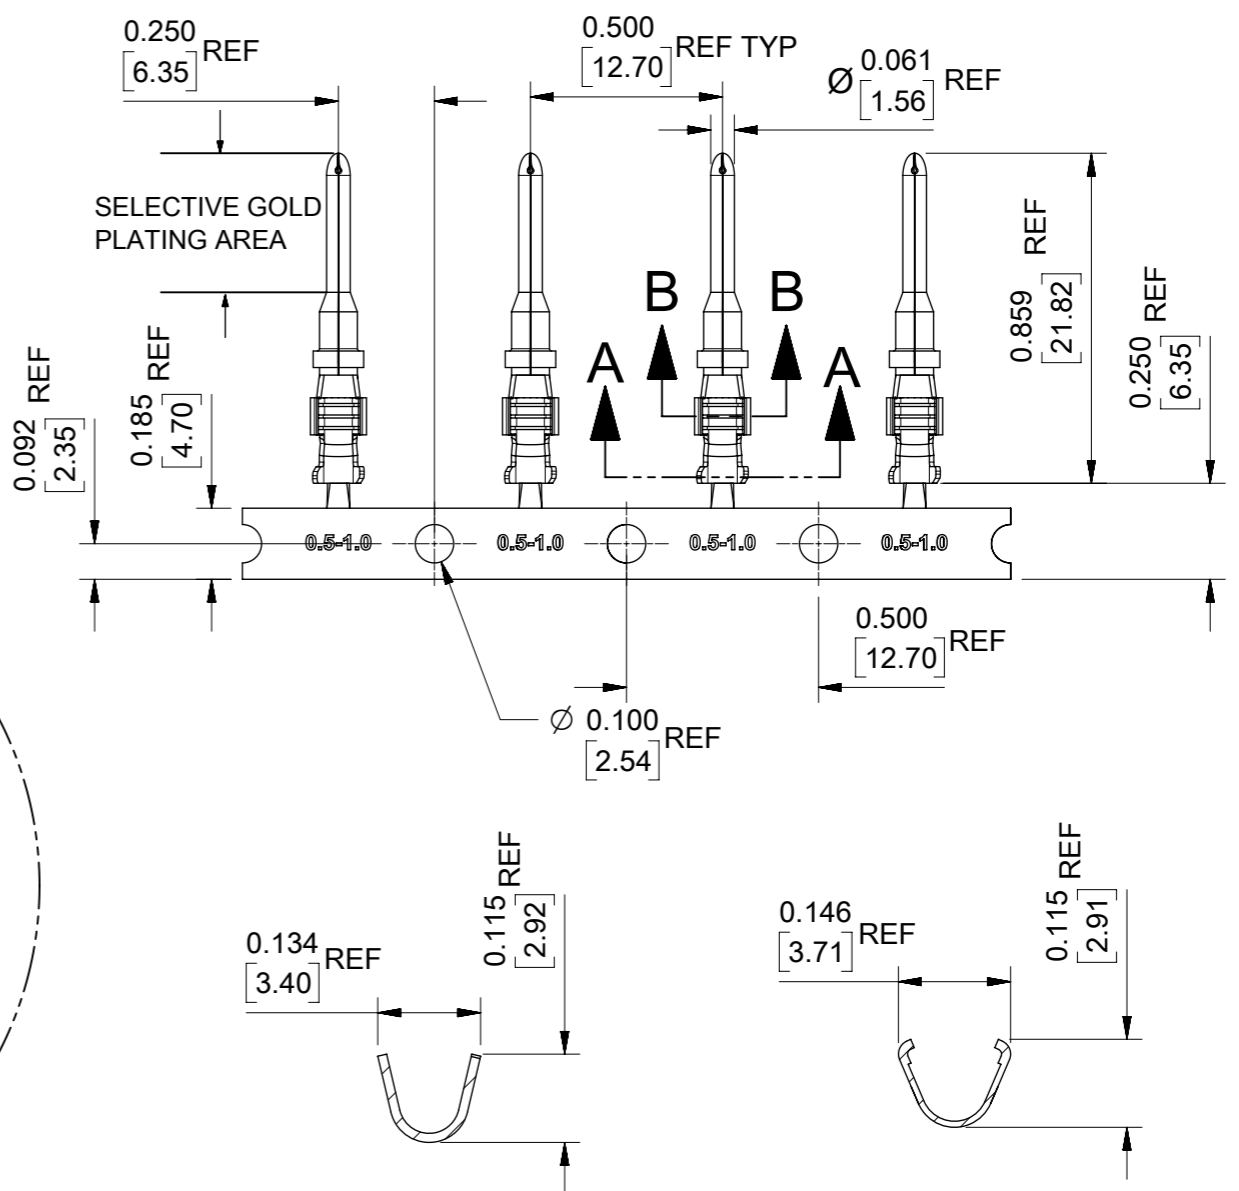 0.250
[6.35] REF
0.500
[12.70] REF TYP
Ø 0.061
[1.56] REF
SELECTIVE GOLD
PLATING AREA
B B
A A
0.859
[21.82] REF
0.250
[6.35] REF
0.092
[2.35] REF
0.185
[4.70] REF
0.5-1.0 0.5-1.0 0.5-1.0 0.5-1.0
0.500
[12.70] REF
Ø 0.100
[2.54] REF
0.134
[3.40] REF
0.115
[2.92] REF
0.146
[3.71] REF
0.115
[2.91] REF